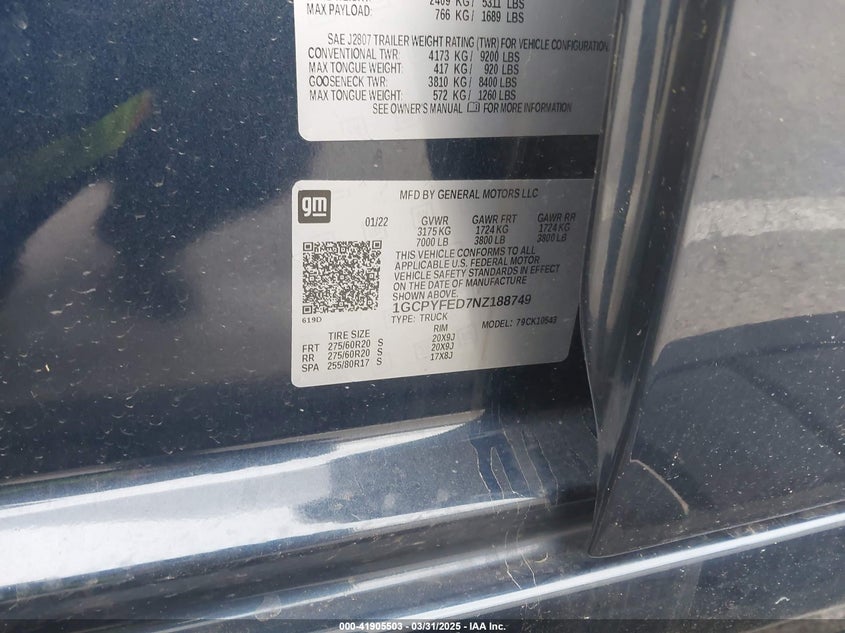 2409 KG/ 5311 LBS
MAX PAYLOAD: 766 KG/ 1689 LBS
SAE J2807 TRAILER WEIGHT RATING (TWR) FOR VEHICLE CONFIGURATION
CONVENTIONAL TWR: 4173 KG/ 9200 LBS
MAX TONGUE WEIGHT: 417 KG/ 920 LBS
GOOSENECK TWR: 3810 KG/ 8400 LBS
MAX TONGUE WEIGHT: 572 KG/ 1260 LBS
SEE OWNER'S MANUAL FOR MORE INFORMATION
gm
MFD BY GENERAL MOTORS LLC
01/22 GVWR GAWR FRT GAWR RR
3175 KG 1724 KG 1724 KG
7000 LB 3800 LB 3800 LB
THIS VEHICLE CONFORMS TO ALL
APPLICABLE U.S. FEDERAL MOTOR
VEHICLE SAFETY STANDARDS IN EFFECT
ON THE DATE OF MANUFACTURE
SHOWN ABOVE.
1GCPYFED7NZ188749
619D
TYPE: TRUCK MODEL: 79CK10543
TIRE SIZE RIM
FRT 275/60R20 S 20X9J
RR 275/60R20 S 20X9J
SPA 255/80R17 S 17X8J
000-41905503 — 03/31/2025 — IAA Inc.